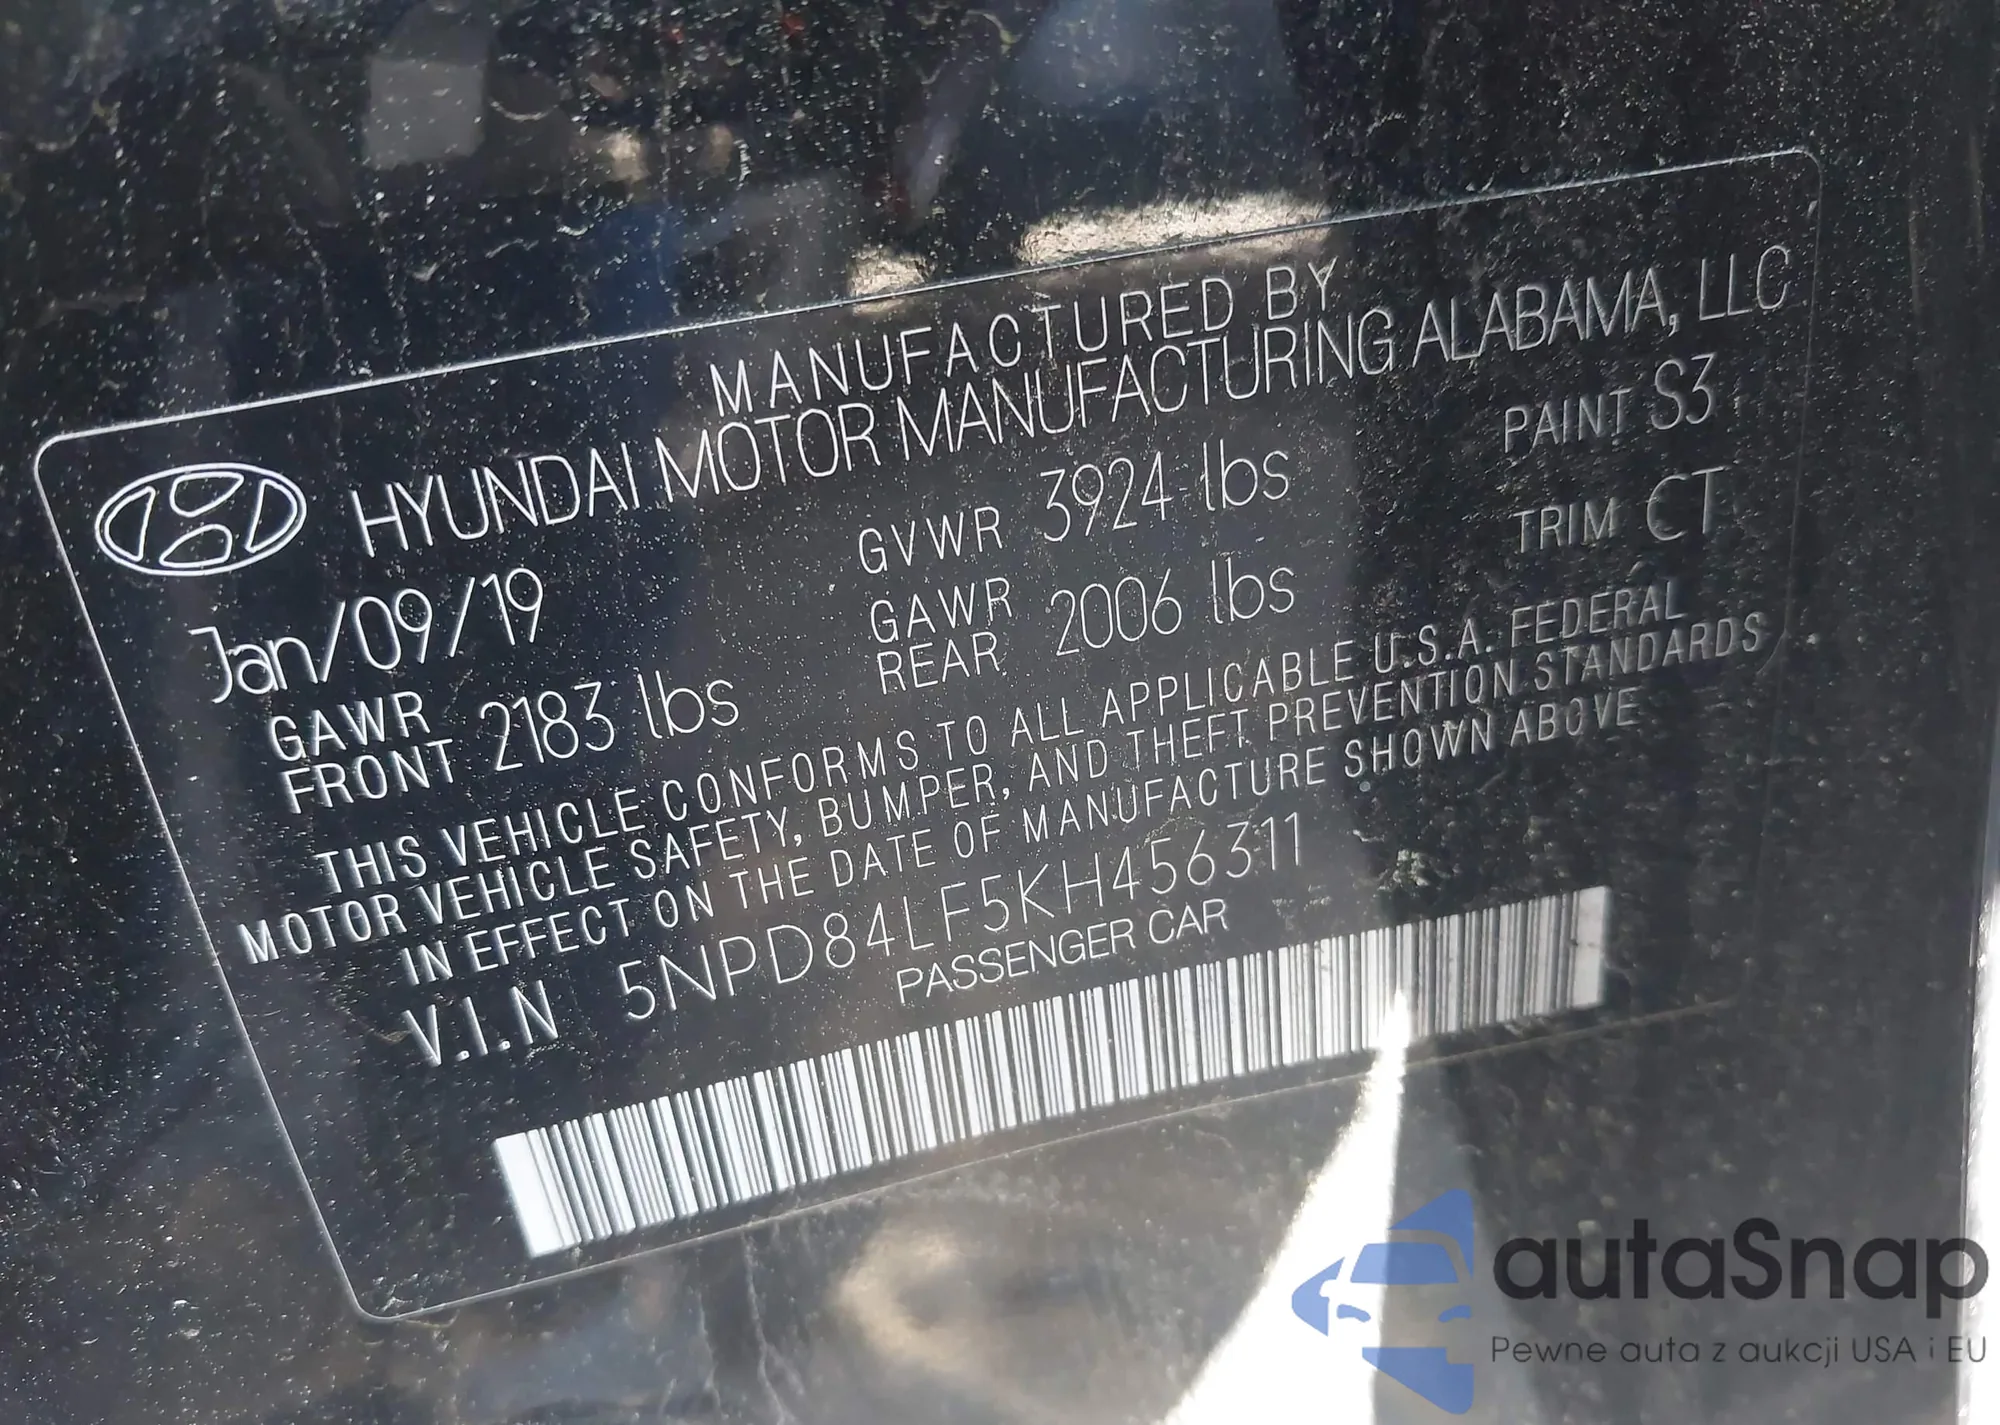 MANUFACTURED BY
HYUNDAI MOTOR MANUFACTURING ALABAMA, LLC
Jan/09/19 GVWR 3924 lbs PAINT S3
GAWR FRONT 2183 lbs GAWR REAR 2006 lbs TRIM CT
THIS VEHICLE CONFORMS TO ALL APPLICABLE U.S.A. FEDERAL
MOTOR VEHICLE SAFETY, BUMPER, AND THEFT PREVENTION STANDARDS
IN EFFECT ON THE DATE OF MANUFACTURE SHOWN ABOVE
V.I.N 5NPD84LF5KH456311
PASSENGER CAR
autaSnap
Pewne auta z aukcji USA i EU